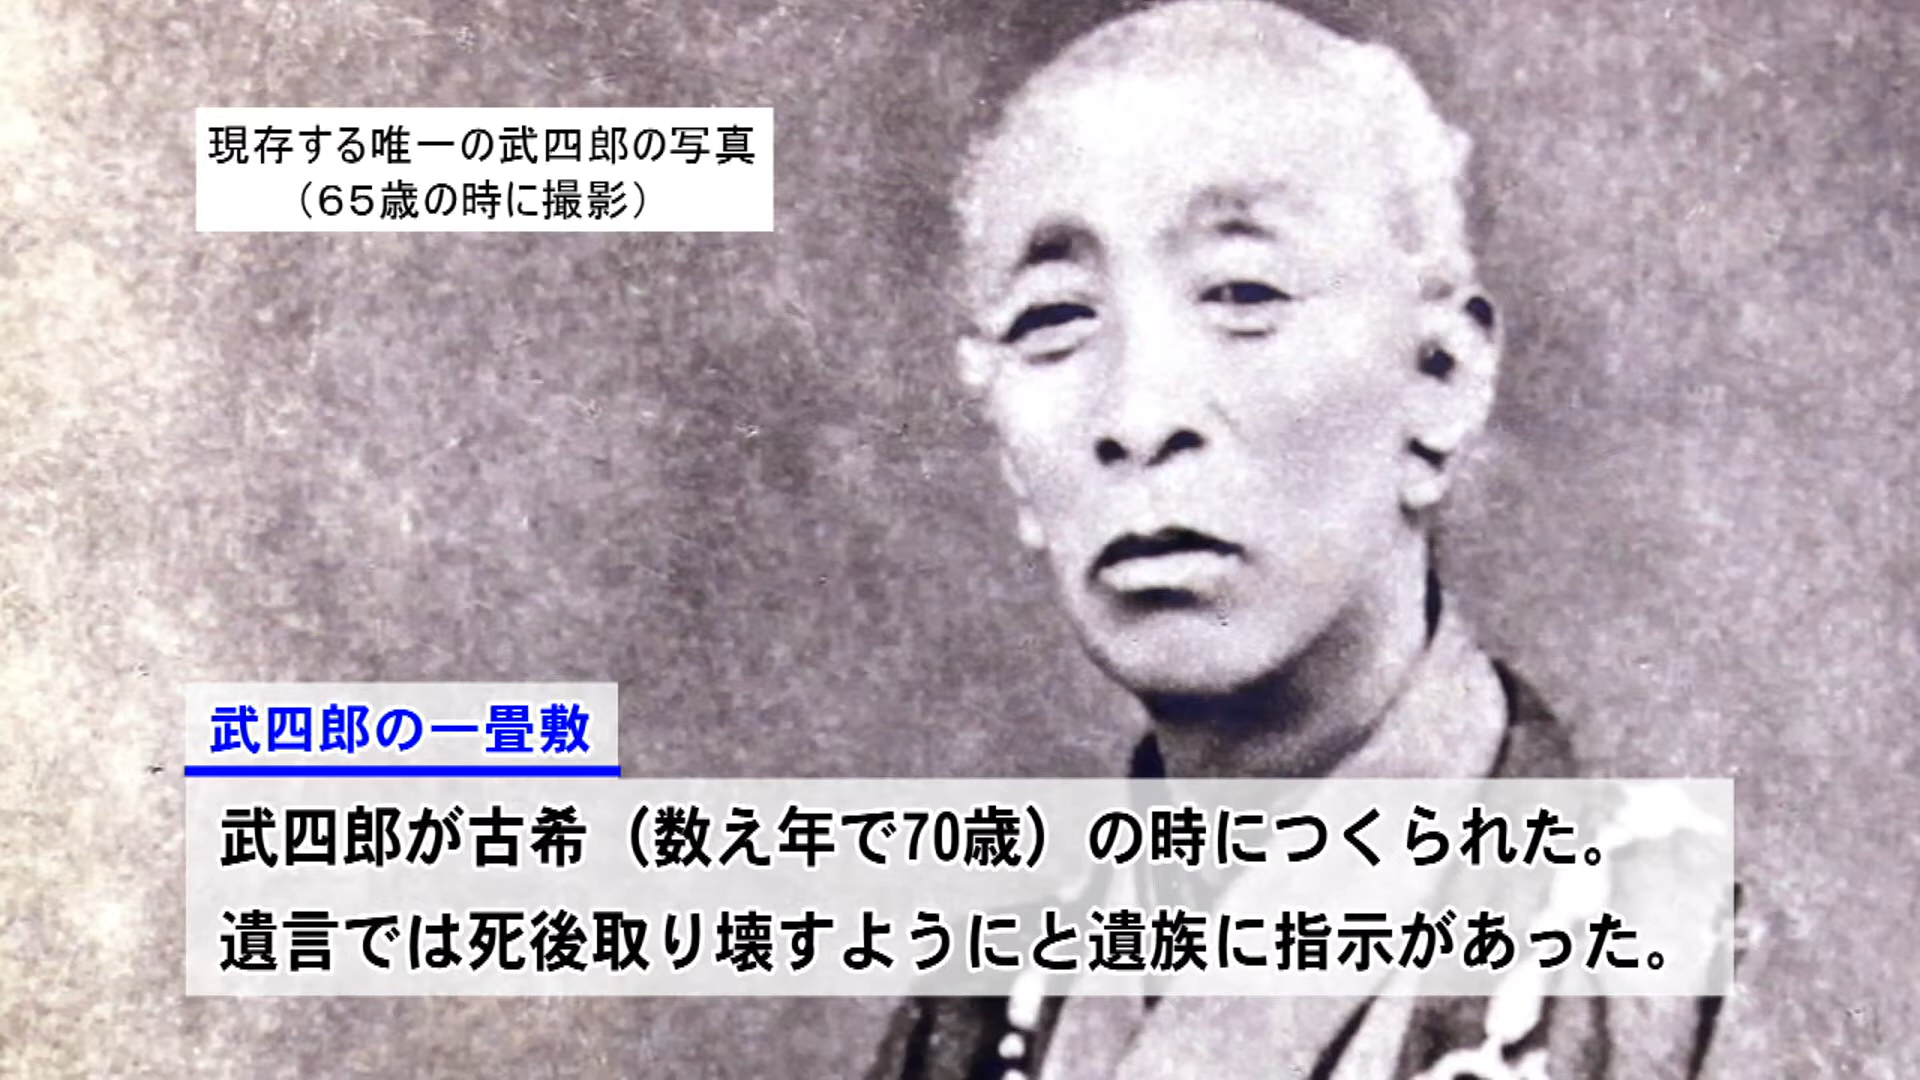 現存する唯一の武四郎の写真
（６５歳の時に撮影）
武四郎の一畳敷
武四郎が古希（数え年で70歳）の時につくられた。
遺言では死後取り壊すようにと遺族に指示があった。